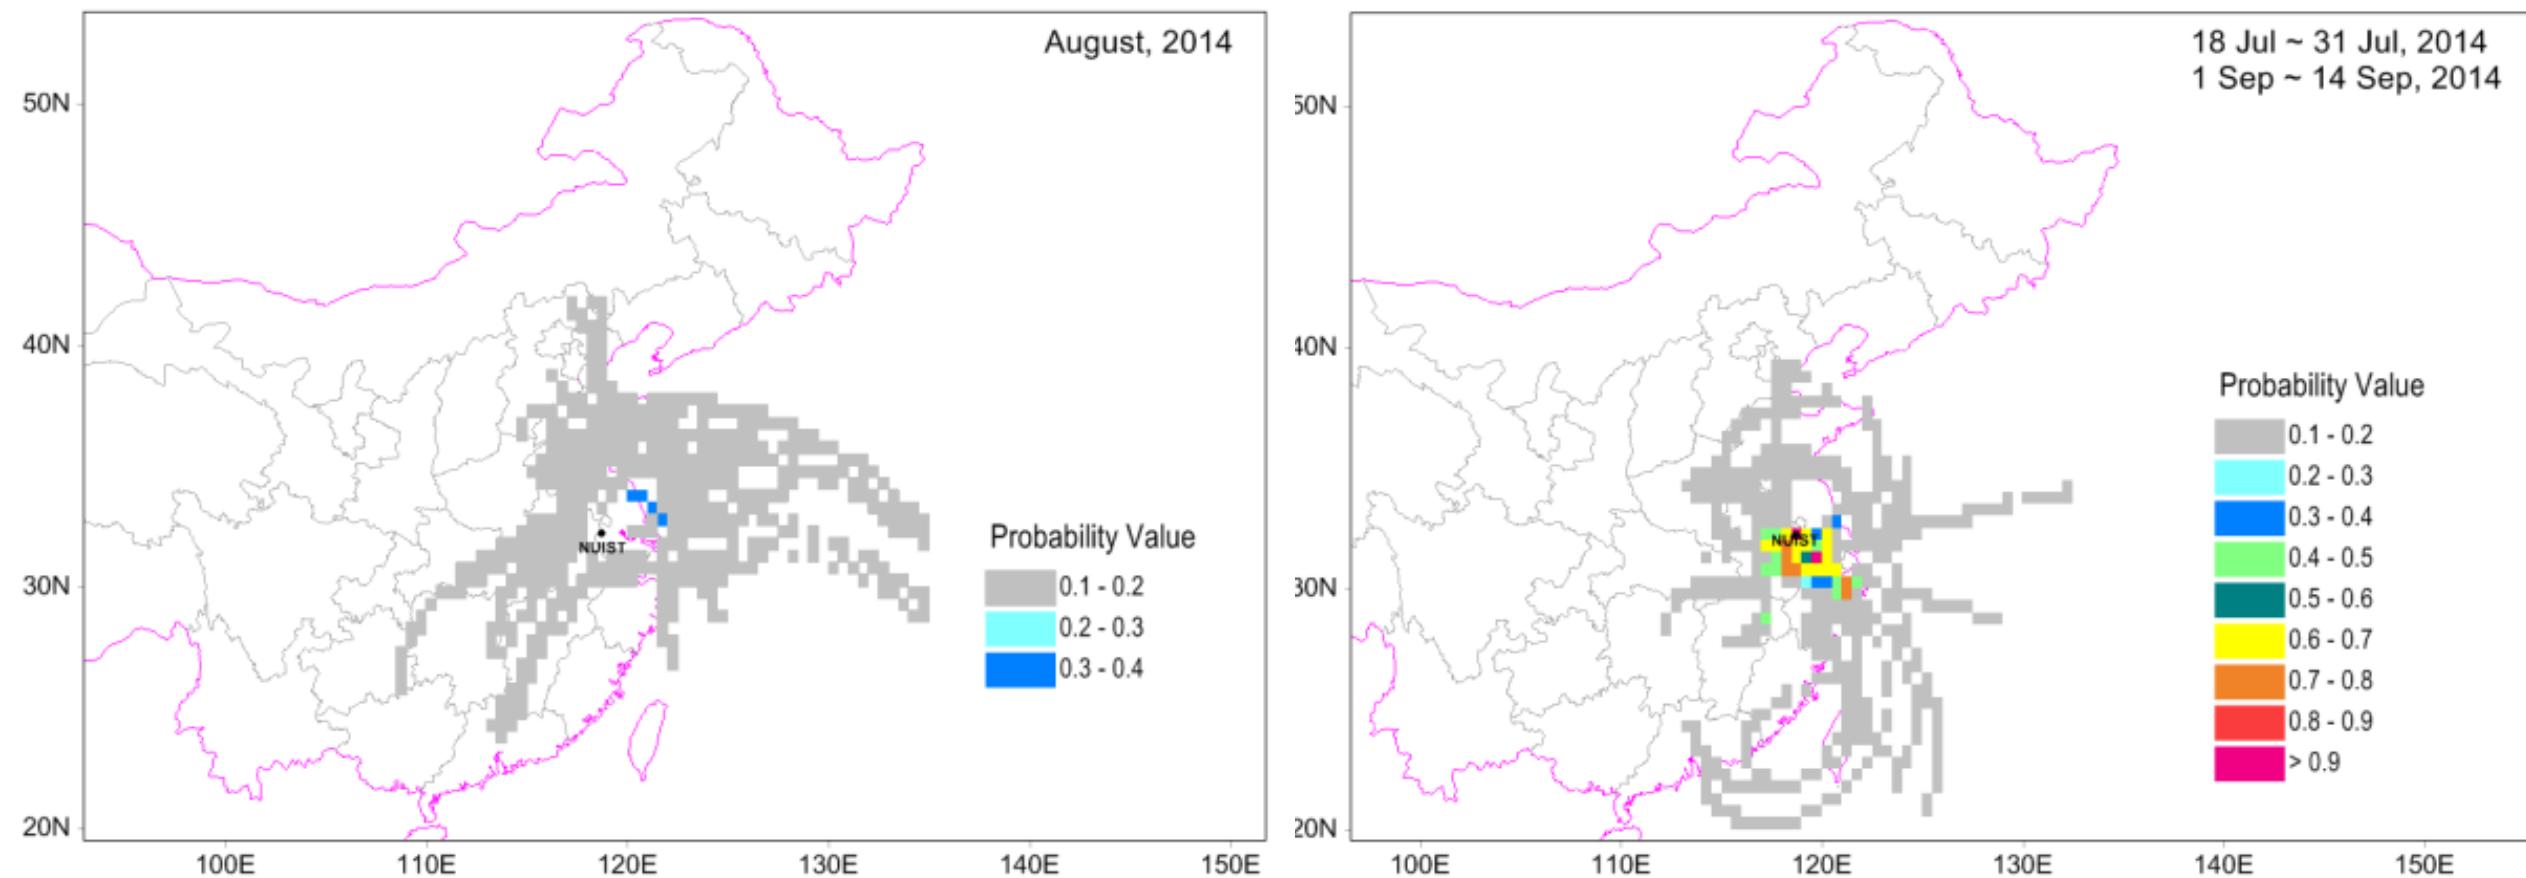 August, 2014
50N
40N
30N
20N
NUIST
Probability Value
0.1 - 0.2
0.2 - 0.3
0.3 - 0.4
100E 110E 120E 130E 140E 150E
18 Jul ~ 31 Jul, 2014
1 Sep ~ 14 Sep, 2014
50N
40N
30N
20N
NUIST
Probability Value
0.1 - 0.2
0.2 - 0.3
0.3 - 0.4
0.4 - 0.5
0.5 - 0.6
0.6 - 0.7
0.7 - 0.8
0.8 - 0.9
> 0.9
100E 110E 120E 130E 140E 150E